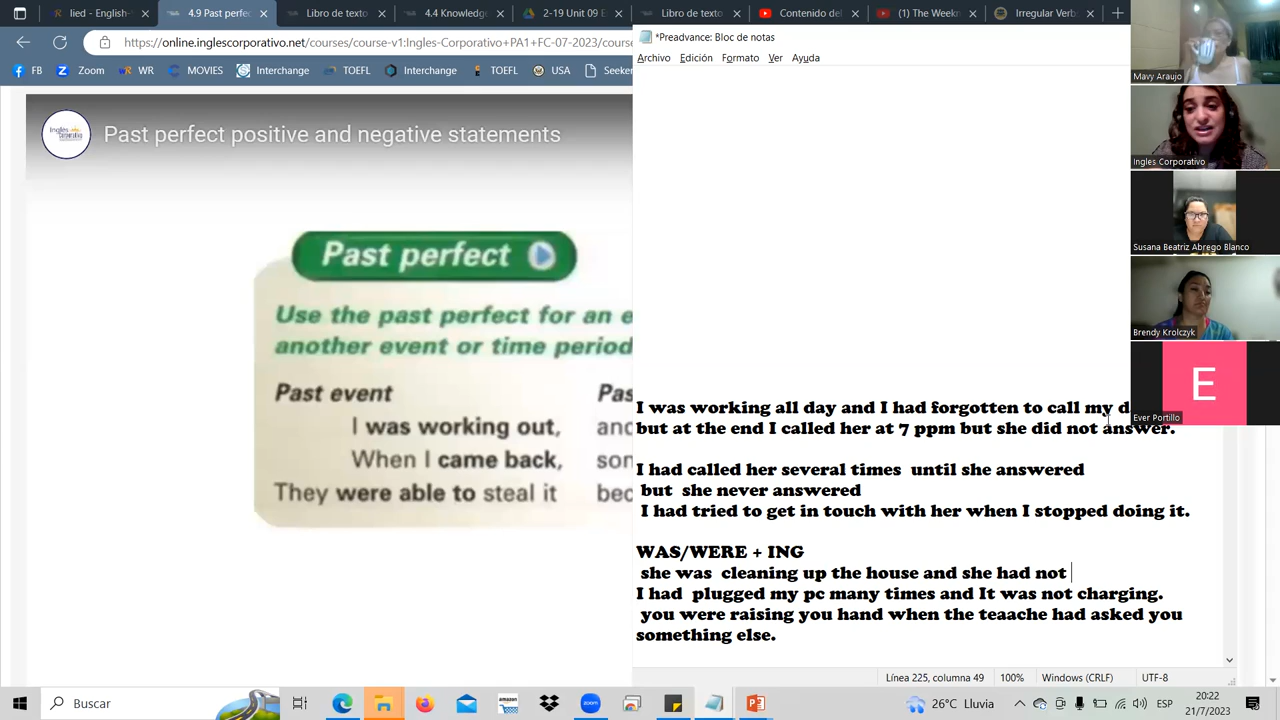 lied - English
4.9 Past perfec
Libro de texto
4.4 Knowledge
2-19 Unit 09 E
Libro de texto
Contenido del
(1) The Weekn
Irregular Verb
https://online.inglescorporativo.net/courses/course-v1:Ingles-Corporativo+PA1+FC-07-2023/course
FB
Zoom
WR
MOVIES
Interchange
TOEFL
Interchange
TOEFL
USA
Seeker
*Preadvance: Bloc de notas
Archivo Edición Formato Ver Ayuda
Past perfect positive and negative statements
Past perfect
Use the past perfect for an e
another event or time period
Past event
Pas
I was working out,
and
When I came back,
son
They were able to steal it
bec
I was working all day and I had forgotten to call my d
but at the end I called her at 7 ppm but she did not answer.
I had called her several times  until she answered
but  she never answered
I had tried to get in touch with her when I stopped doing it.
WAS/WERE + ING
she was  cleaning up the house and she had not
I had  plugged my pc many times and It was not charging.
you were raising you hand when the teaache had asked you
something else.
Línea 225, columna 49
100%
Windows (CRLF)
UTF-8
Mavy Araujo
Ingles Corporativo
Susana Beatriz Abrego Blanco
Brendy Krolczyk
E
Ever Portillo
Buscar
26°C Lluvia
ESP
20:22
21/7/2023